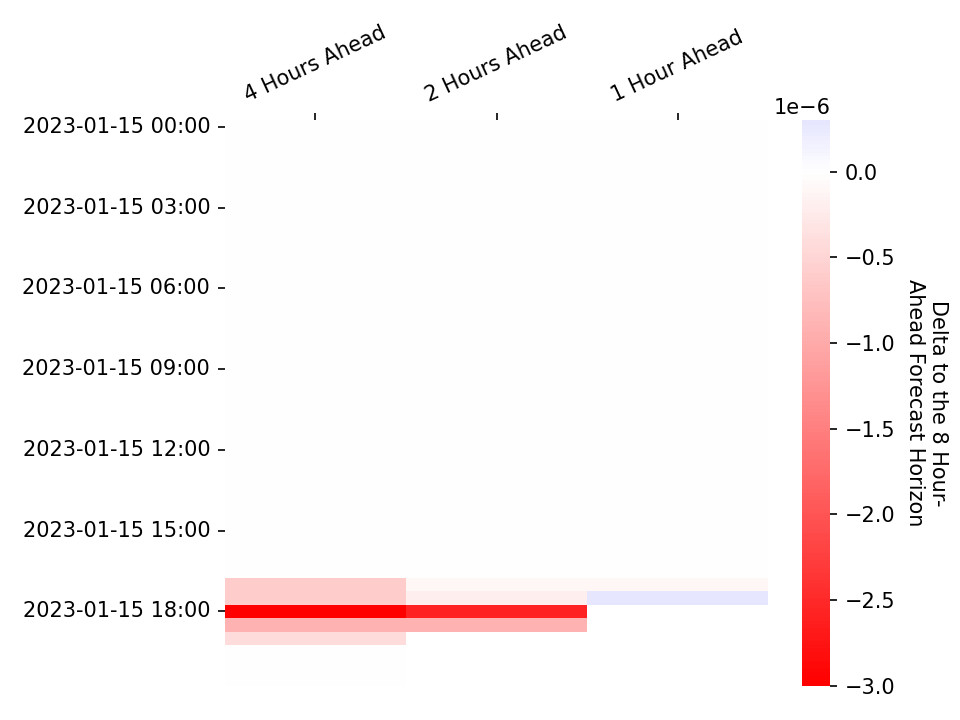 4 Hours Ahead
2 Hours Ahead
1 Hour Ahead
1e−6
2023-01-15 00:00
2023-01-15 03:00
2023-01-15 06:00
2023-01-15 09:00
2023-01-15 12:00
2023-01-15 15:00
2023-01-15 18:00
0.0
−0.5
−1.0
−1.5
−2.0
−2.5
−3.0
Delta to the 8 Hour-
Ahead Forecast Horizon